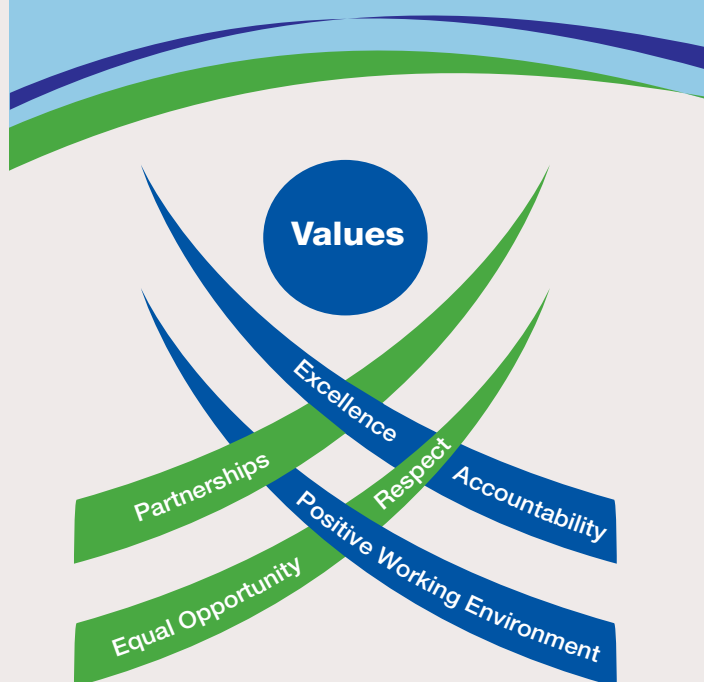 Values
Excellence
Partnerships
Respect
Accountability
Equal Opportunity
Positive Working Environment